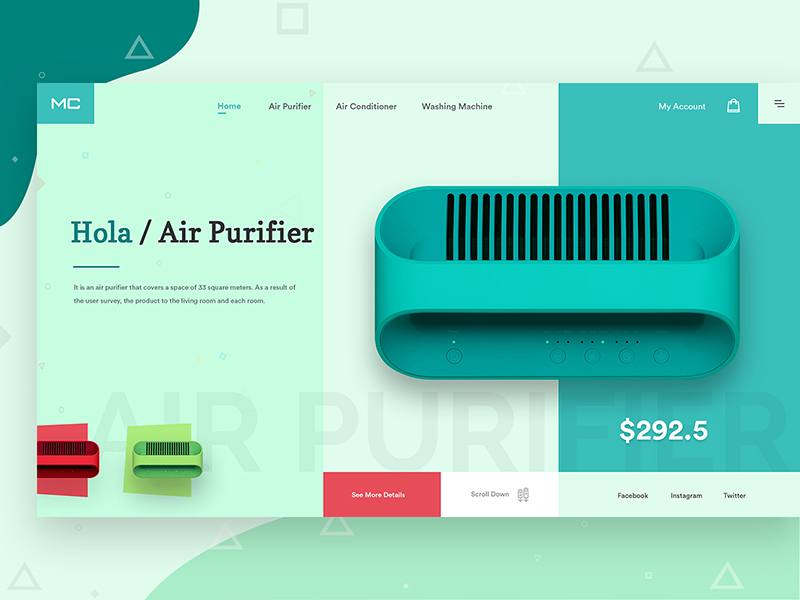 MC
Home
Air Purifier
Air Conditioner
Washing Machine
My Account
Hola / Air Purifier
It is an air purifier that covers a space of 33 square meters. As a result of
the user survey, the product to the living room and each room.
AIR PURIFIER
$292.5
See More Details
Scroll Down
Facebook
Instagram
Twitter